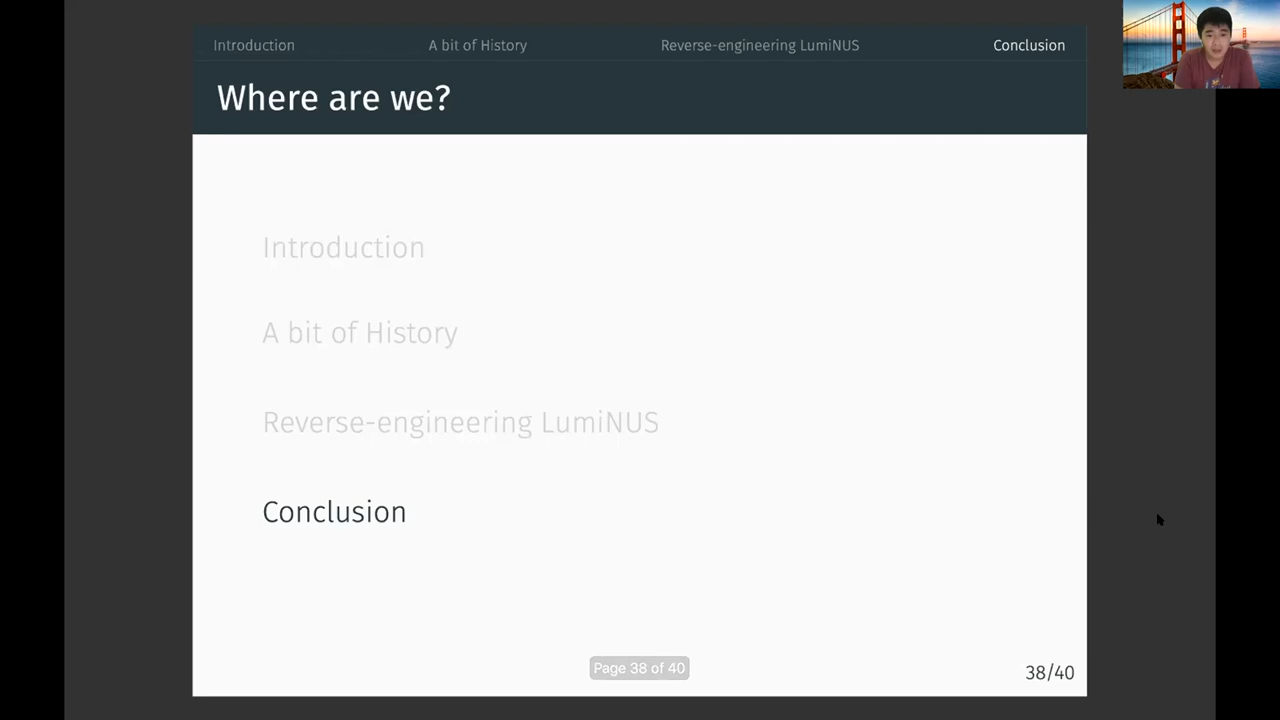 Introduction
A bit of History
Reverse-engineering LumiNUS
Conclusion
Where are we?
Introduction
A bit of History
Reverse-engineering LumiNUS
Conclusion
Page 38 of 40
38/40